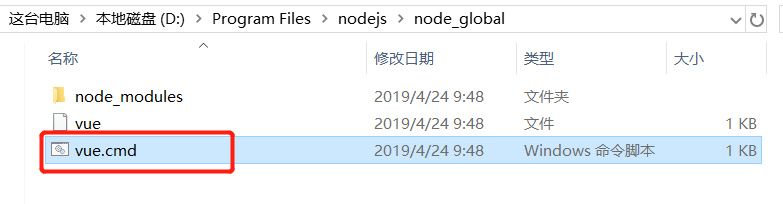 这台电脑 > 本地磁盘 (D:) > Program Files > nodejs > node_global
名称 修改日期 类型 大小
node_modules 2019/4/24 9:48 文件夹
vue 2019/4/24 9:48 文件 1 KB
vue.cmd 2019/4/24 9:48 Windows 命令脚本 1 KB